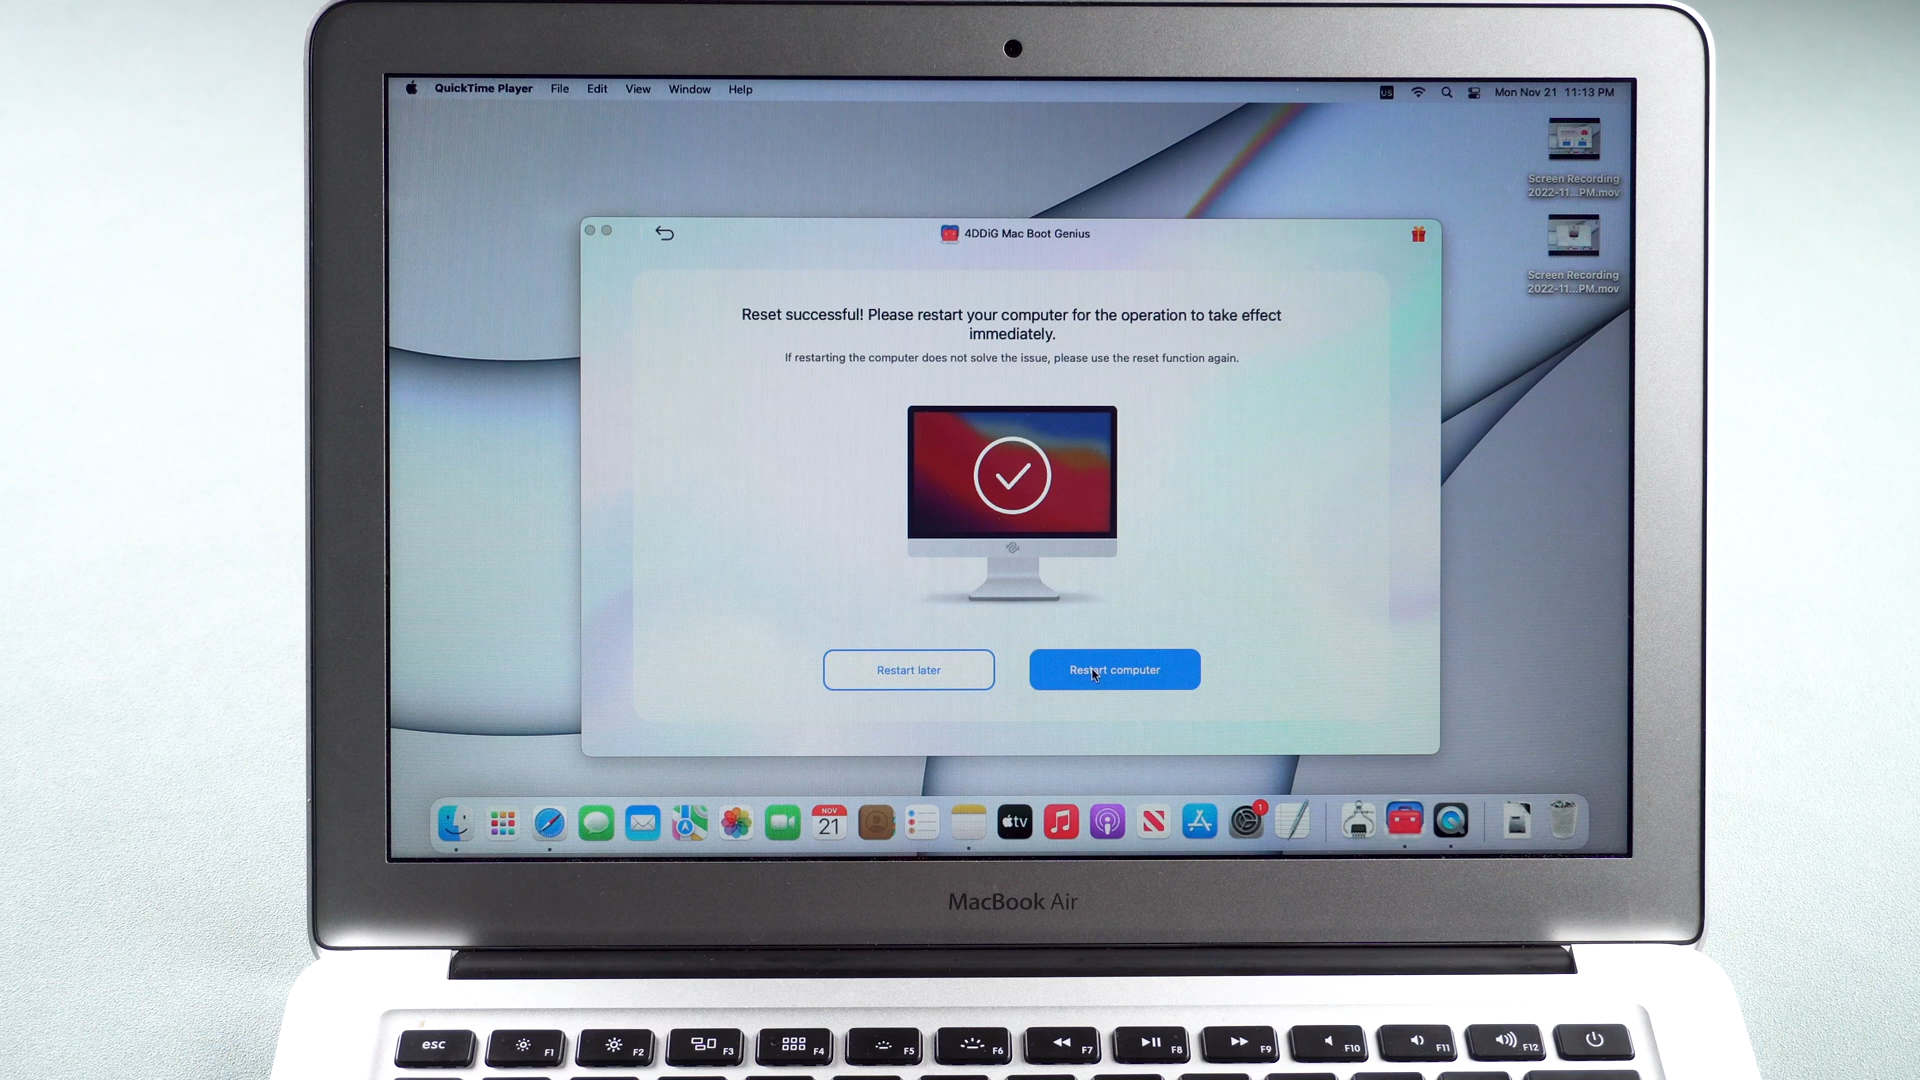 QuickTime Player File Edit View Window Help
US Mon Nov 21 11:13 PM
Screen Recording
2022-11...PM.mov
Screen Recording
2022-11...PM.mov
4DDiG Mac Boot Genius
Reset successful! Please restart your computer for the operation to take effect
immediately.
If restarting the computer does not solve the issue, please use the reset function again.
Restart later
Restart computer
NOV
21
tv
1
MacBook Air
esc F1 F2 F3 F4 F5 F6 F7 F8 F9 F10 F11 F12